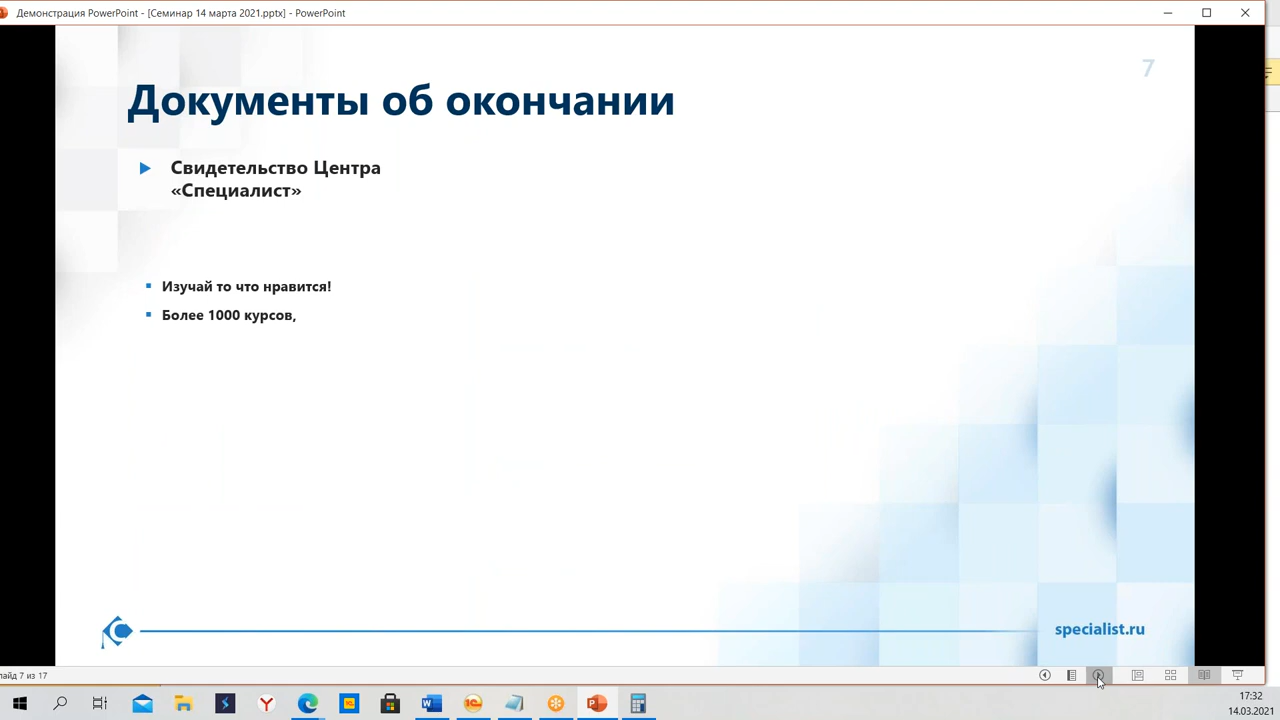 Демонстрация PowerPoint - [Семинар 14 марта 2021.pptx] - PowerPoint
7
Документы об окончании
Свидетельство Центра
«Специалист»
Изучай то что нравится!
Более 1000 курсов,
specialist.ru
лайд 7 из 17
17:32
14.03.2021